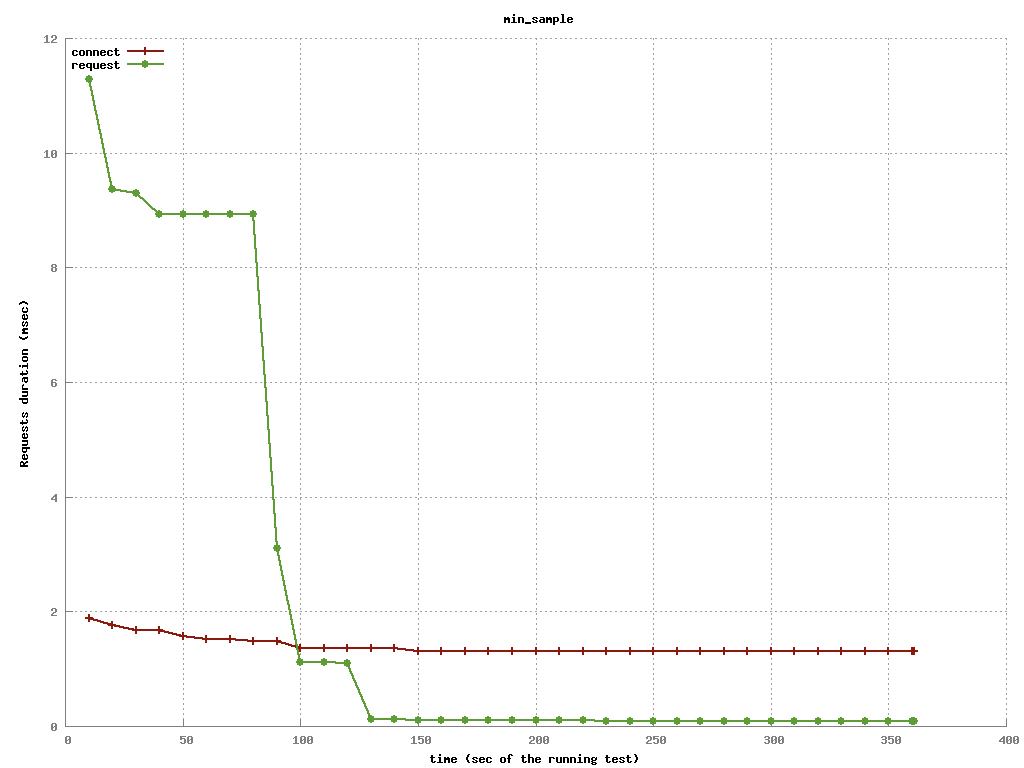 min_sample
connect
request
12
10
8
6
4
2
0
Requests duration (msec)
0 50 100 150 200 250 300 350 400
time (sec of the running test)